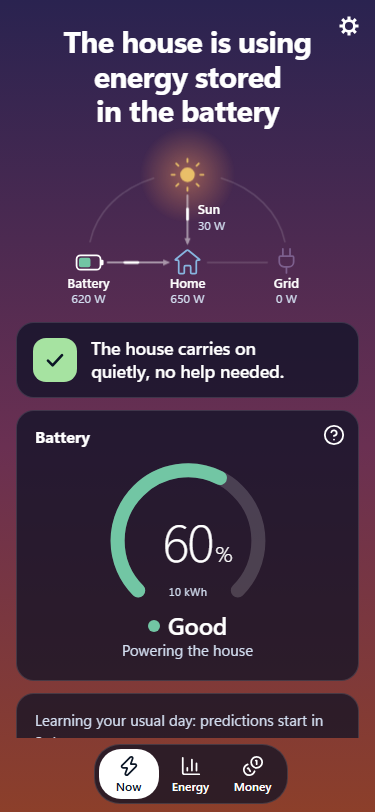 The house is using
energy stored
in the battery
Sun
30 W
Battery
620 W
Home
650 W
Grid
0 W
The house carries on
quietly, no help needed.
Battery
?
60%
10 kWh
Good
Powering the house
Learning your usual day: predictions start in
Now
Energy
Money